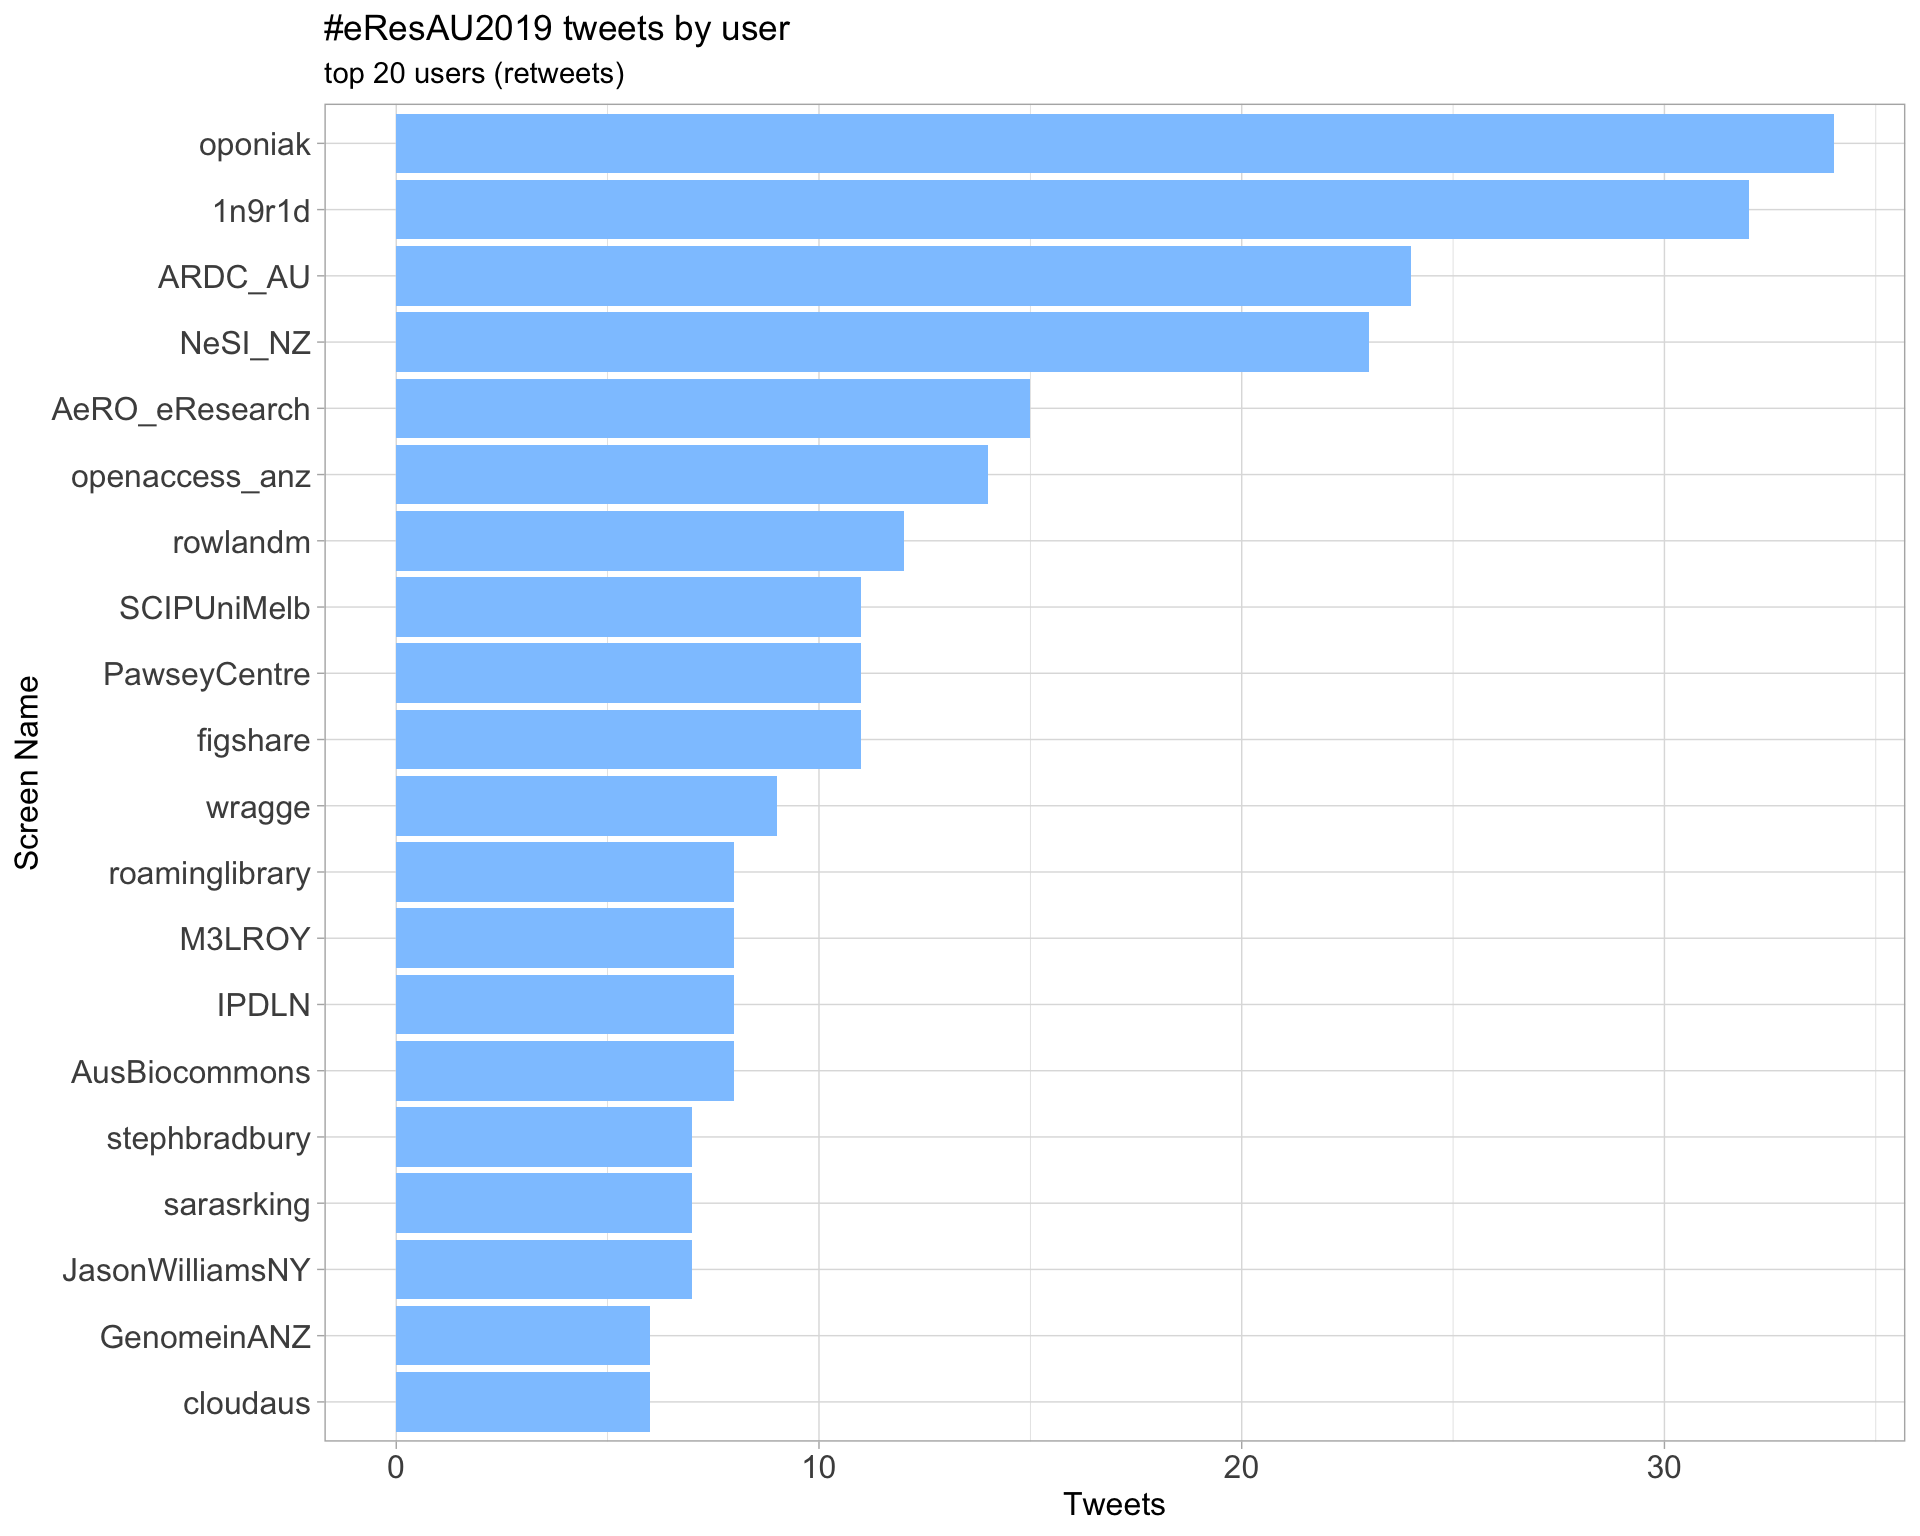 #eResAU2019 tweets by user
top 20 users (retweets)
oponiak
1n9r1d
ARDC_AU
NeSI_NZ
AeRO_eResearch
openaccess_anz
rowlandm
SCIPUniMelb
PawseyCentre
figshare
wragge
roaminglibrary
M3LROY
IPDLN
AusBiocommons
stephbradbury
sarasrking
JasonWilliamsNY
GenomeinANZ
cloudaus
Screen Name
0 10 20 30
Tweets